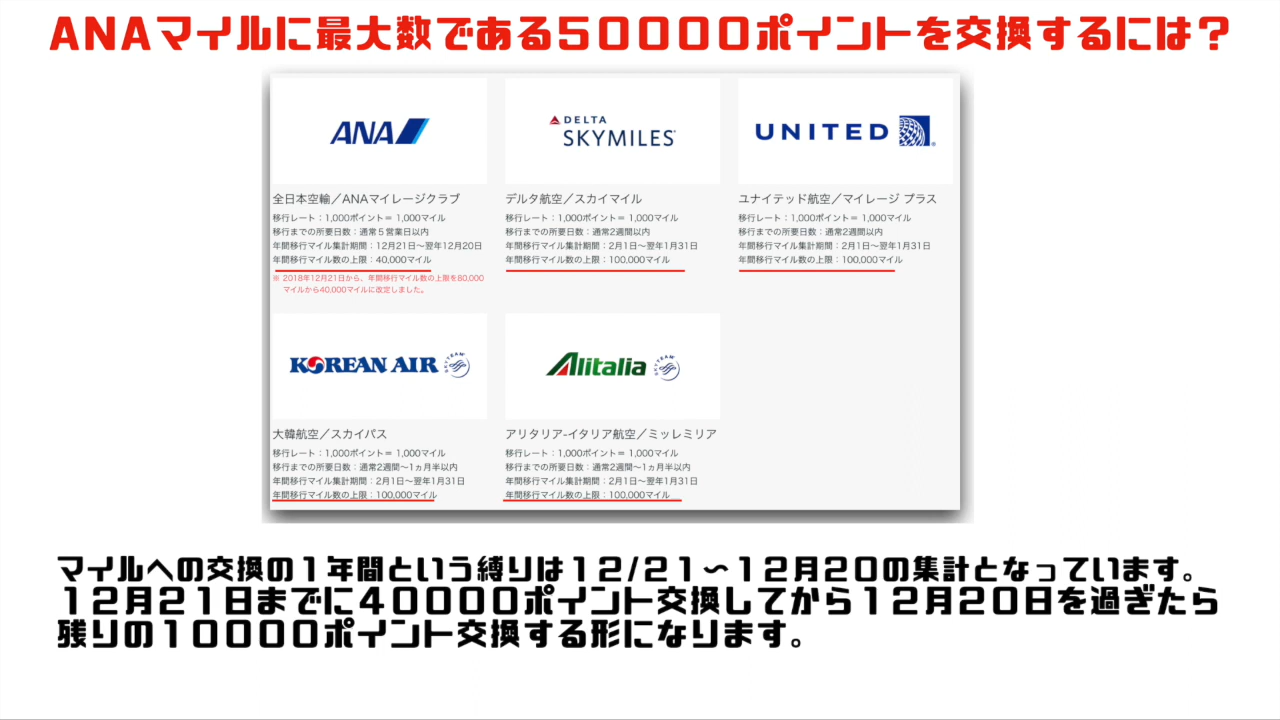 ANAマイルに最大数である50000ポイントを交換するには？
ANA
DELTA
SKYMILES
UNITED
全日本空輸／ANAマイレージクラブ
移行レート：1,000ポイント＝ 1,000マイル
移行までの所要日数：通常５営業日以内
年間移行マイル集計期間：12月21日〜翌年12月20日
年間移行マイル数の上限：40,000マイル
※ 2018年12月21日から、年間移行マイル数の上限を80,000
マイルから40,000マイルに改定しました。
デルタ航空／スカイマイル
移行レート：1,000ポイント＝ 1,000マイル
移行までの所要日数：通常2週間以内
年間移行マイル集計期間：2月1日〜翌年1月31日
年間移行マイル数の上限：100,000マイル
ユナイテッド航空／マイレージ プラス
移行レート：1,000ポイント＝ 1,000マイル
移行までの所要日数：通常2週間以内
年間移行マイル集計期間：2月1日〜翌年1月31日
年間移行マイル数の上限：100,000マイル
KOREAN AIR
SKYTEAM
Alitalia
SKYTEAM
大韓航空／スカイパス
移行レート：1,000ポイント＝ 1,000マイル
移行までの所要日数：通常2週間〜1ヵ月半以内
年間移行マイル集計期間：2月1日〜翌年1月31日
年間移行マイル数の上限：100,000マイル
アリタリア-イタリア航空／ミッレミリア
移行レート：1,000ポイント＝ 1,000マイル
移行までの所要日数：通常2週間〜1ヵ月半以内
年間移行マイル集計期間：2月1日〜翌年1月31日
年間移行マイル数の上限：100,000マイル
マイルへの交換の１年間という縛りは１２/２１〜１２月２０の集計となっています。
１２月２１日までに４００００ポイント交換してから１２月２０日を過ぎたら
残りの１００００ポイント交換する形になります。